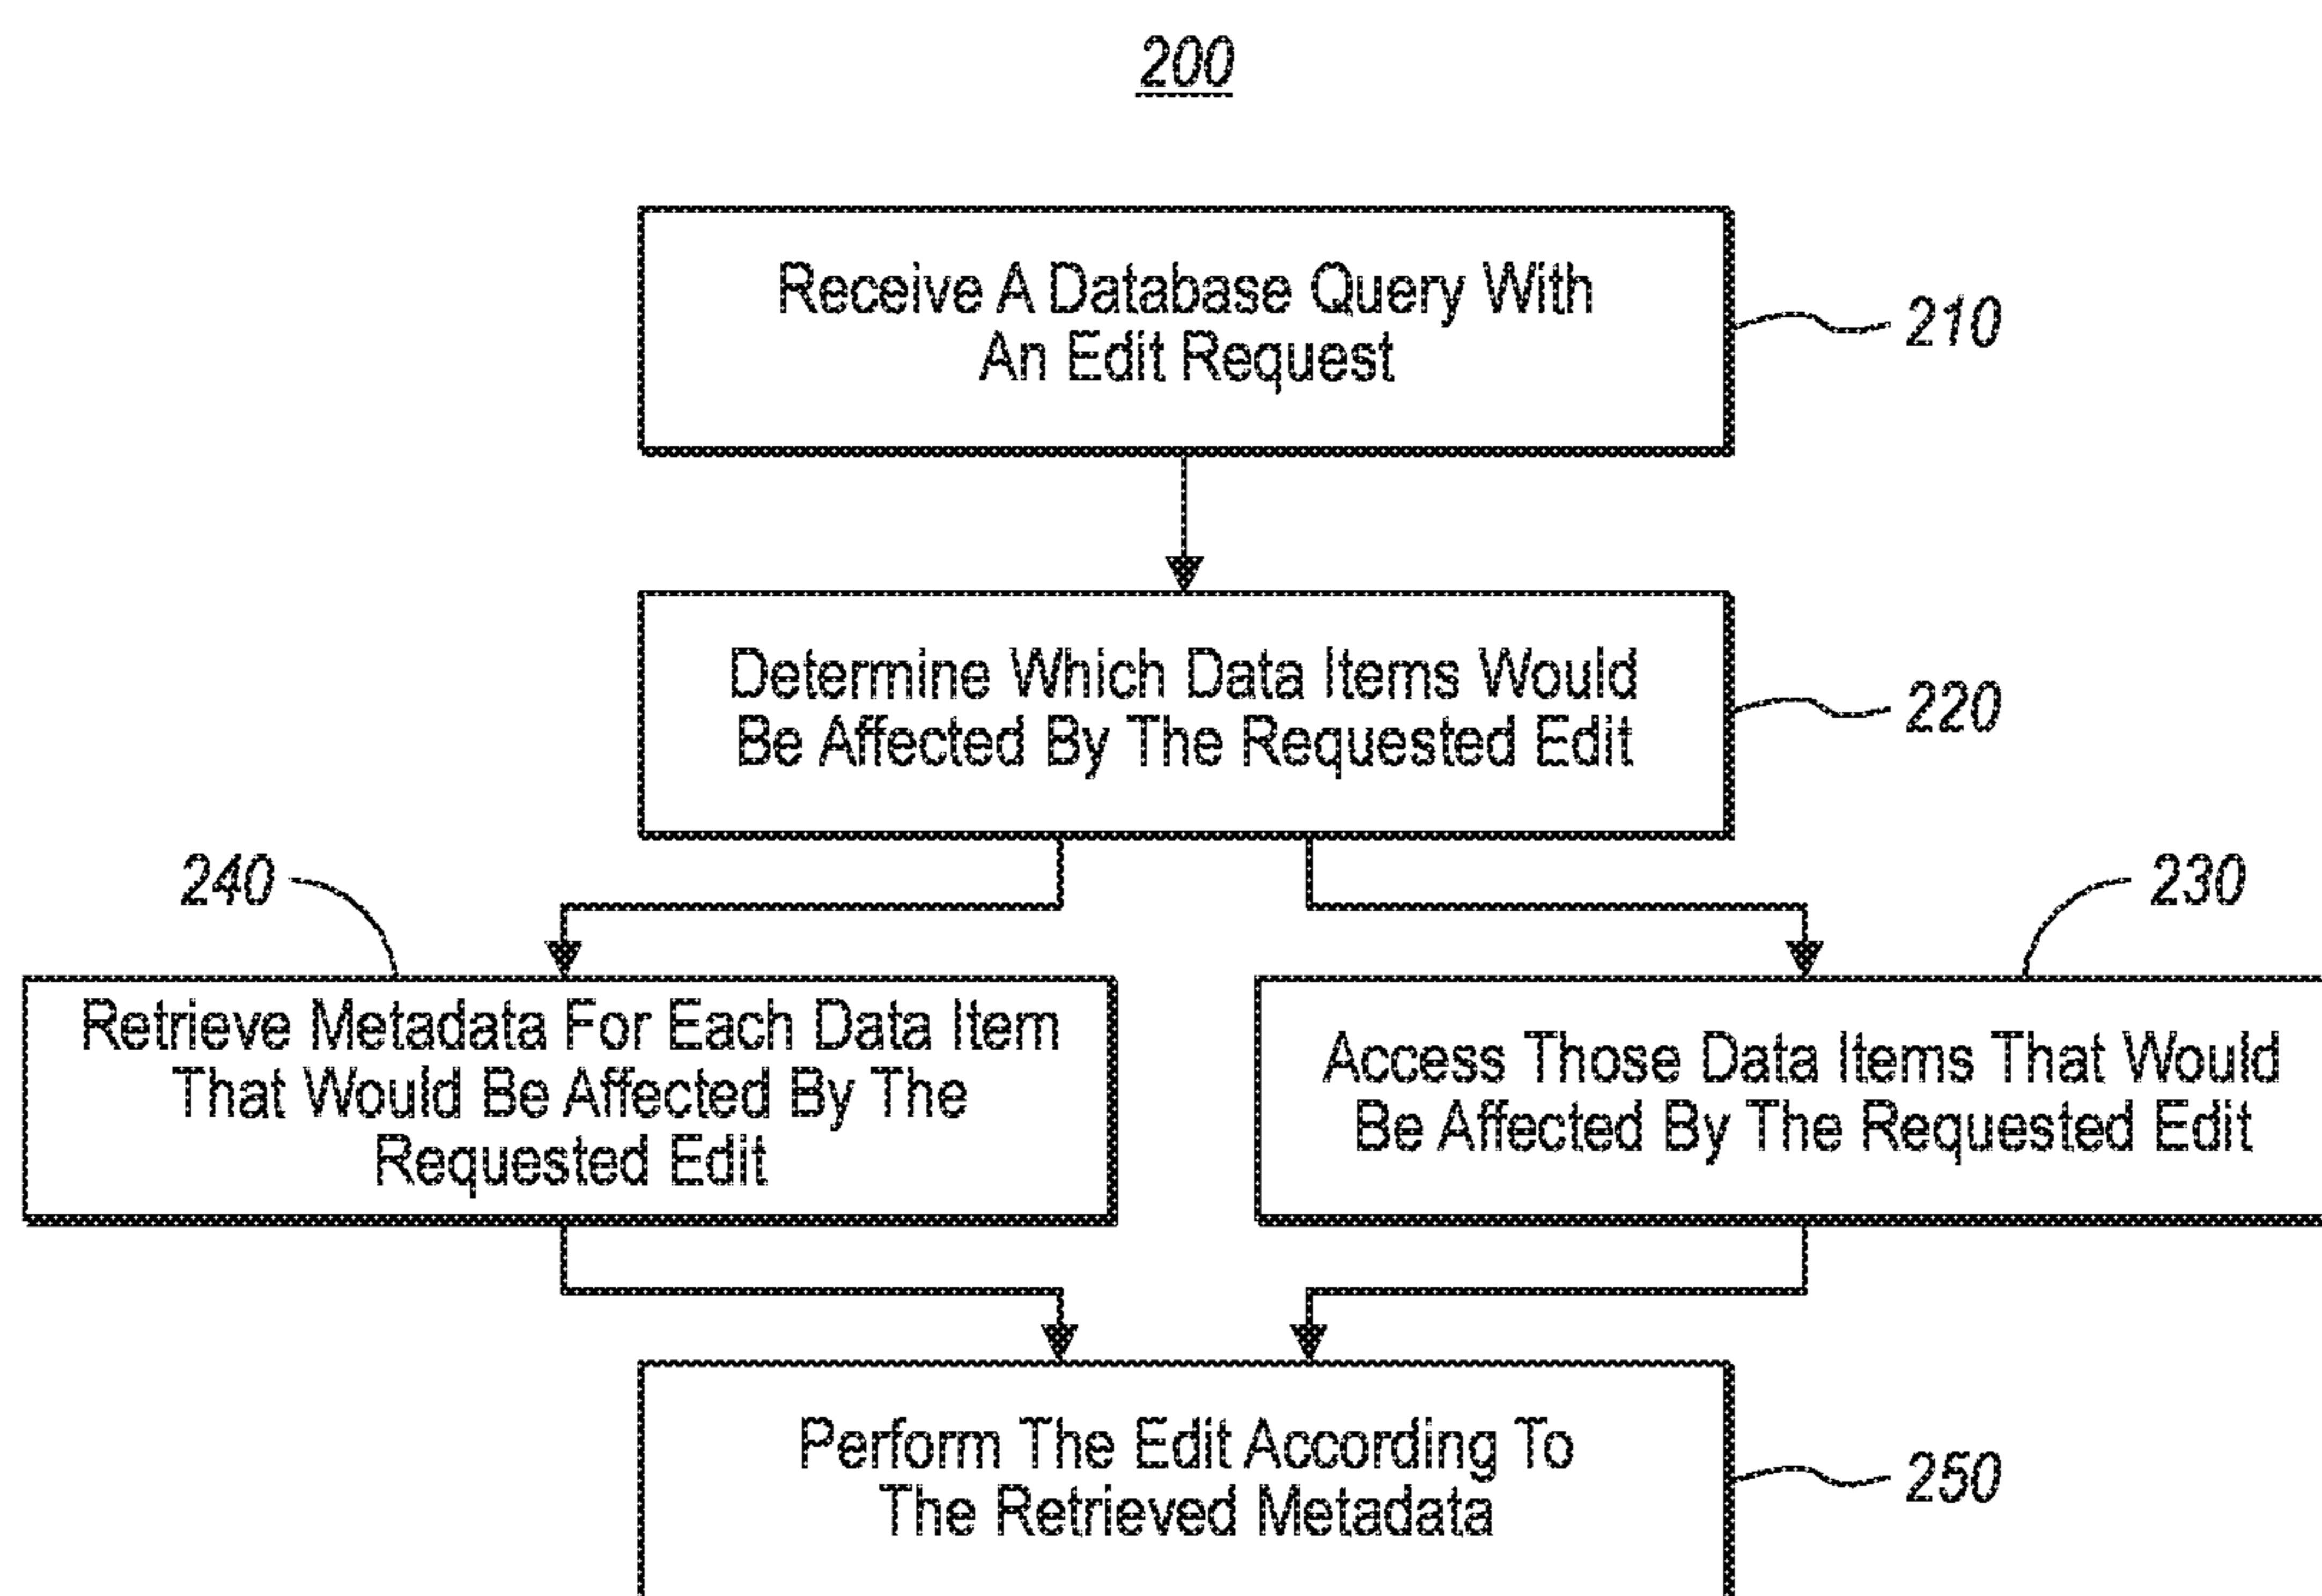 200
Receive A Database Query With
An Edit Request
210
Determine Which Data Items Would
Be Affected By The Requested Edit
220
240
230
Retrieve Metadata For Each Data Item
That Would Be Affected By The
Requested Edit
Access Those Data Items That Would
Be Affected By The Requested Edit
Perform The Edit According To
The Retrieved Metadata
250